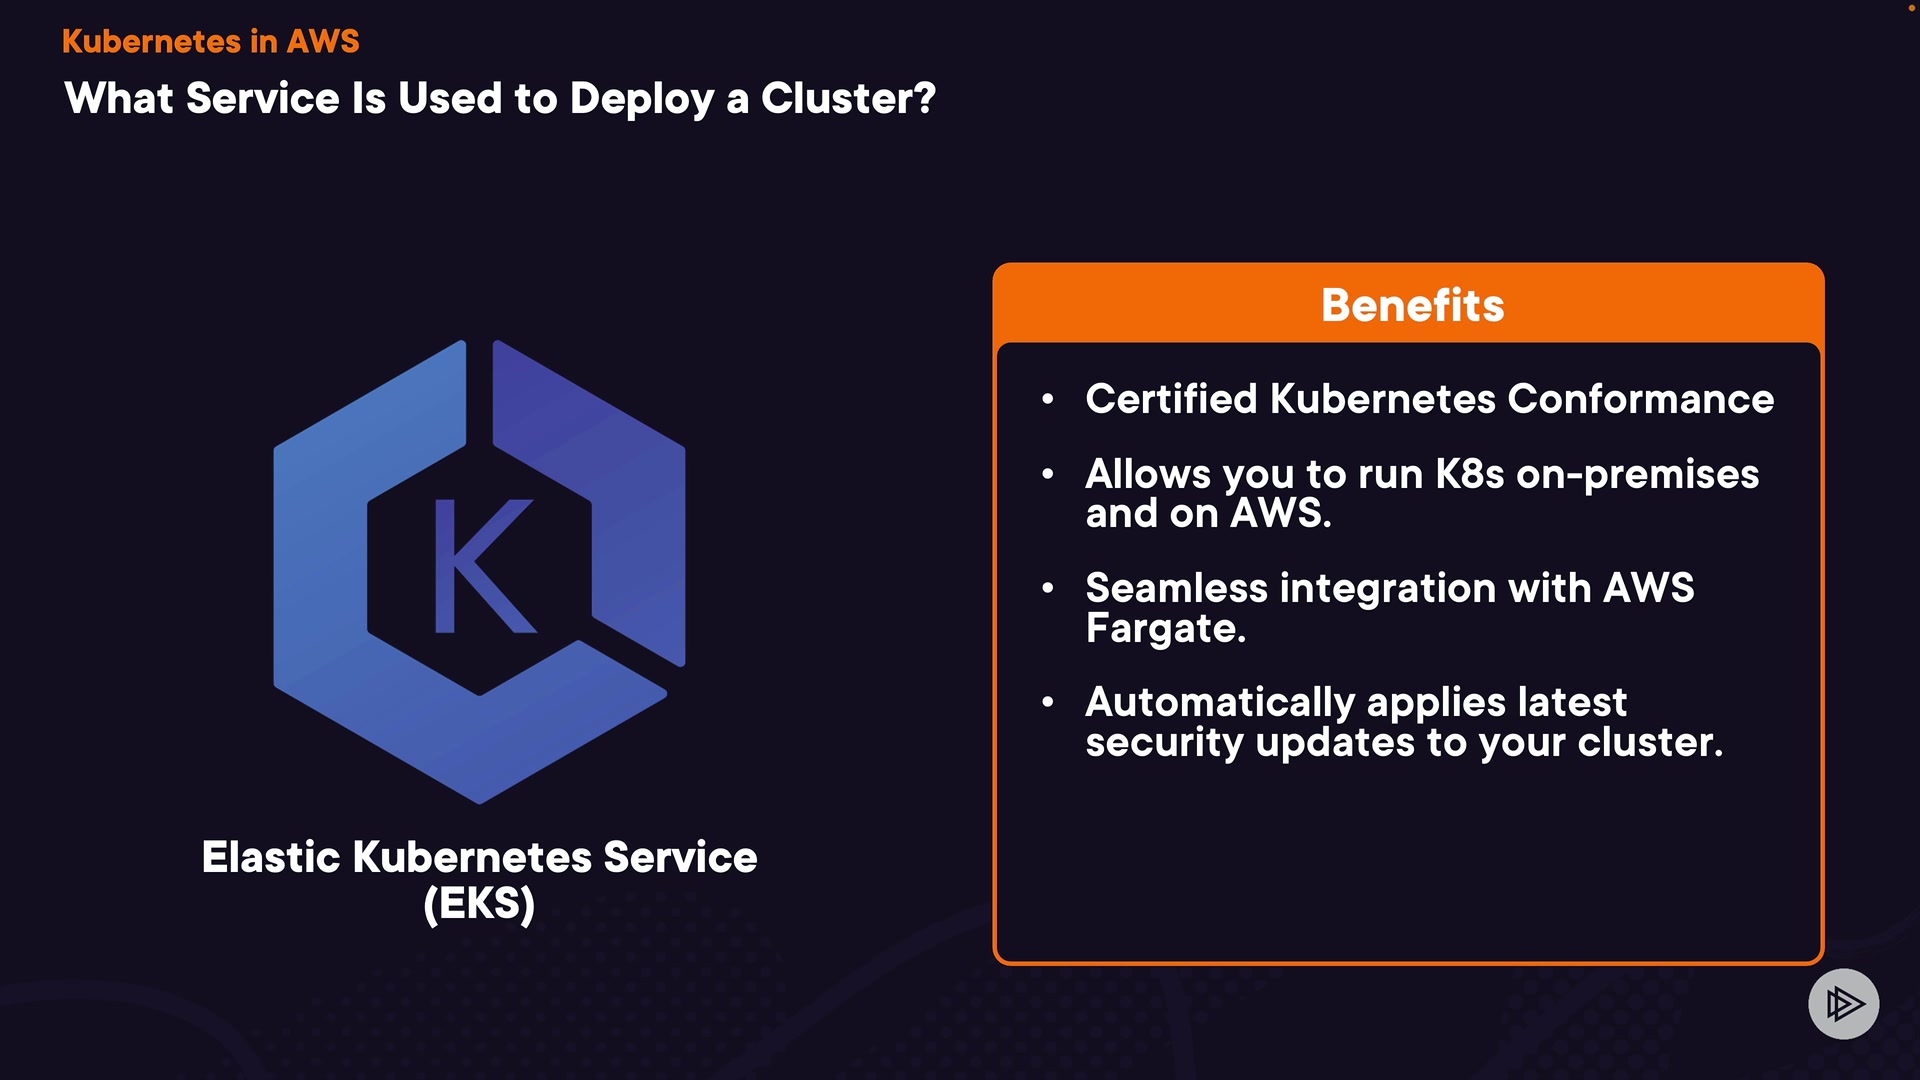 Kubernetes in AWS
What Service Is Used to Deploy a Cluster?
Benefits
• Certified Kubernetes Conformance
• Allows you to run K8s on-premises
and on AWS.
• Seamless integration with AWS
Fargate.
• Automatically applies latest
security updates to your cluster.
K
Elastic Kubernetes Service
(EKS)